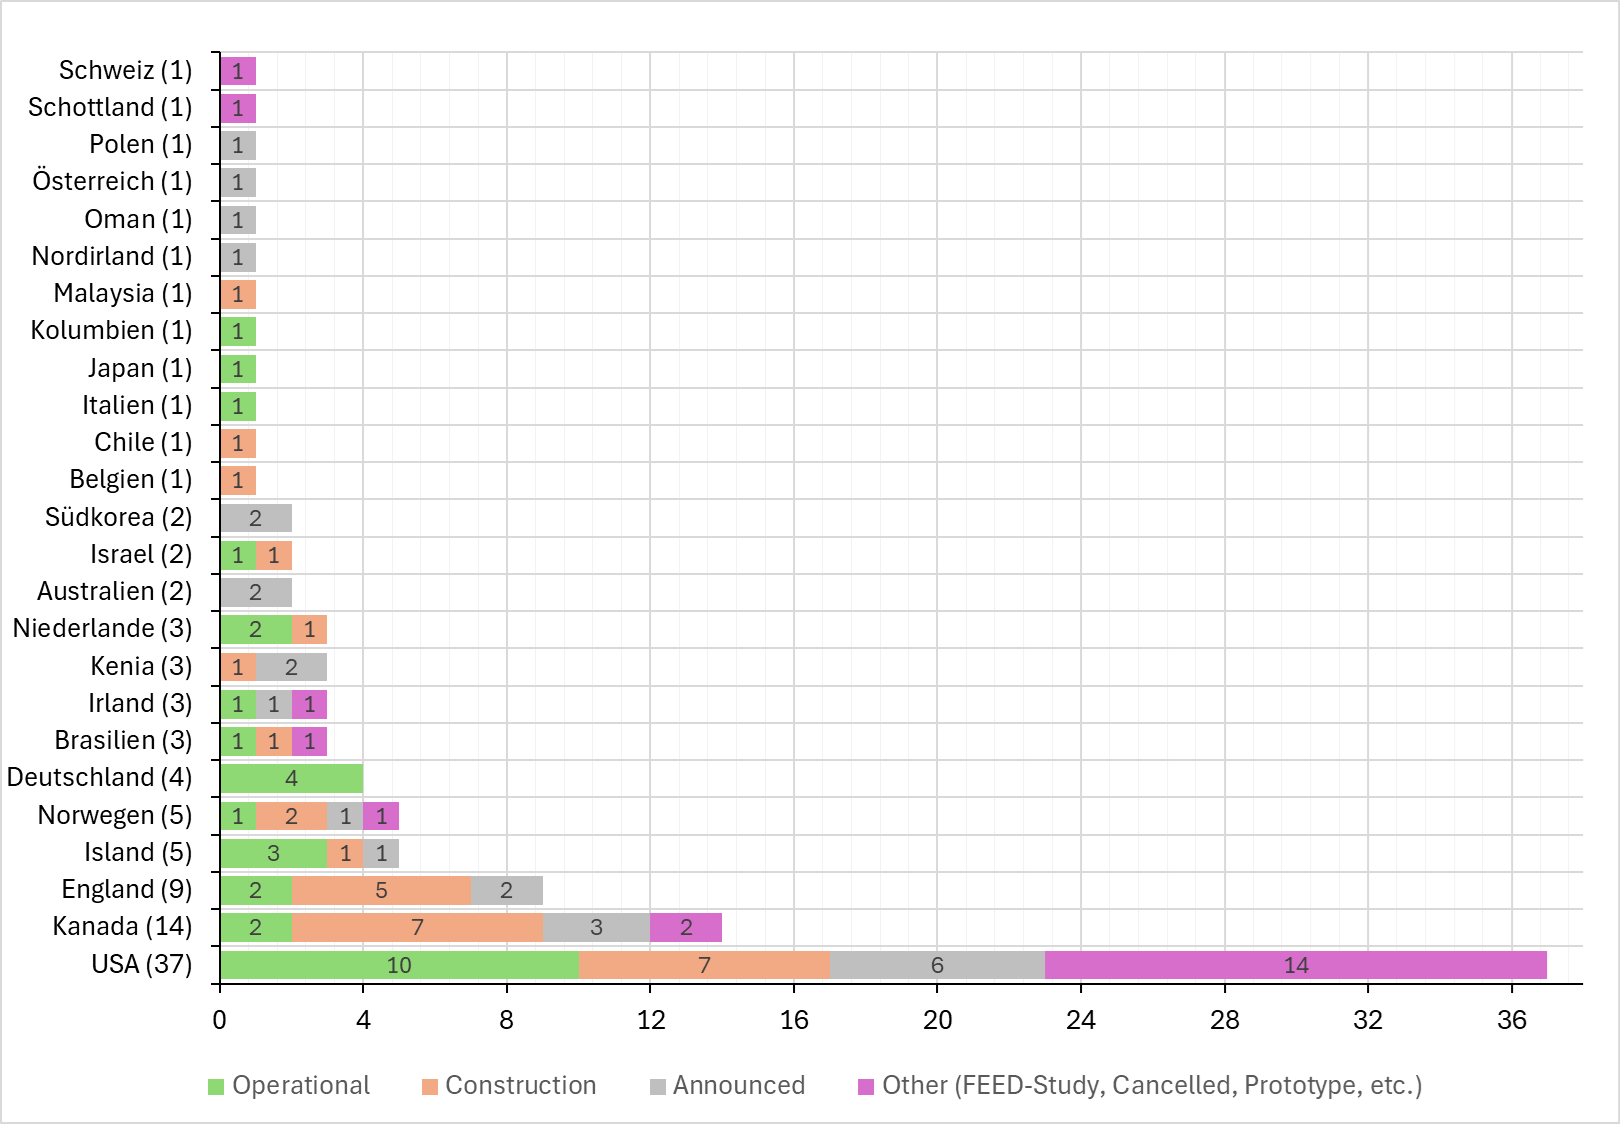 Schweiz (1) 1
Schottland (1) 1
Polen (1) 1
Österreich (1) 1
Oman (1) 1
Nordirland (1) 1
Malaysia (1) 1
Kolumbien (1) 1
Japan (1) 1
Italien (1) 1
Chile (1) 1
Belgien (1) 1
Südkorea (2) 2
Israel (2) 1 1
Australien (2) 2
Niederlande (3) 2 1
Kenia (3) 1 2
Irland (3) 1 1 1
Brasilien (3) 1 1 1
Deutschland (4) 4
Norwegen (5) 1 2 1 1
Island (5) 3 1 1
England (9) 2 5 2
Kanada (14) 2 7 3 2
USA (37) 10 7 6 14
0 4 8 12 16 20 24 28 32 36
Operational Construction Announced Other (FEED-Study, Cancelled, Prototype, etc.)